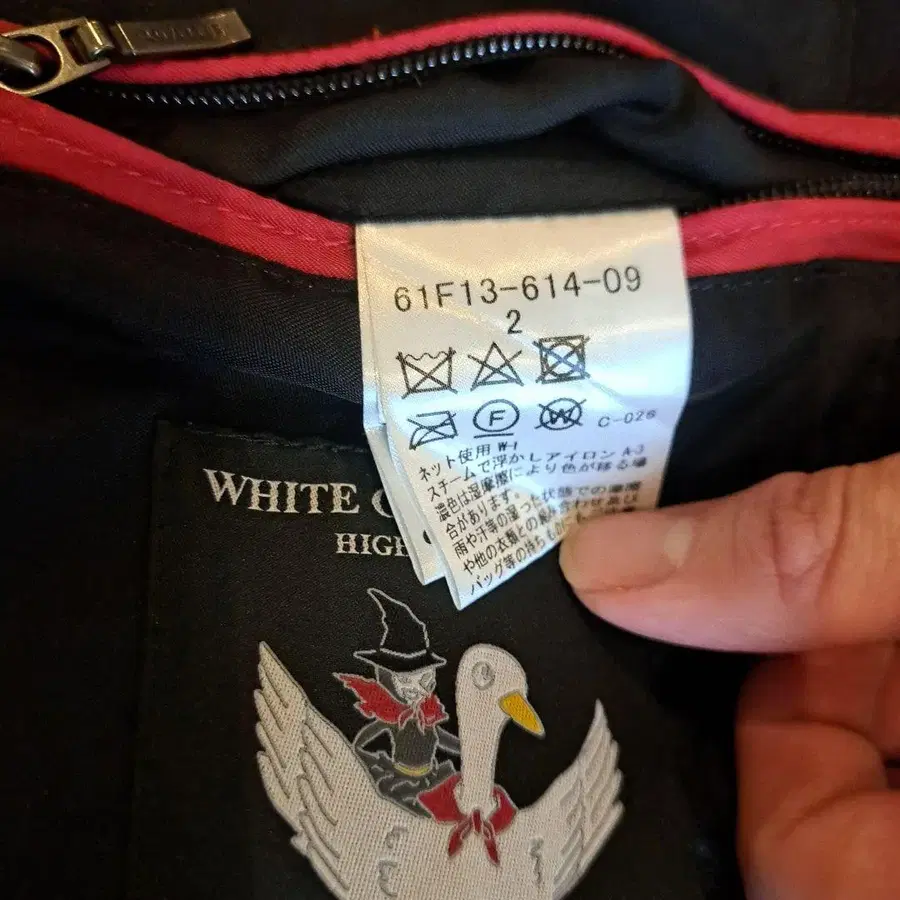 61F13-614-09
2
F
W
C-026
ネット使用 W-1
スチームで浮かしアイロン A-3
濃色は湿摩擦により色が移る場
合があります。
雨や汗等の湿った状態での濃淡
や他の衣類との組み合わせ及び
バッグ等の持ち
WHITE
HIGH